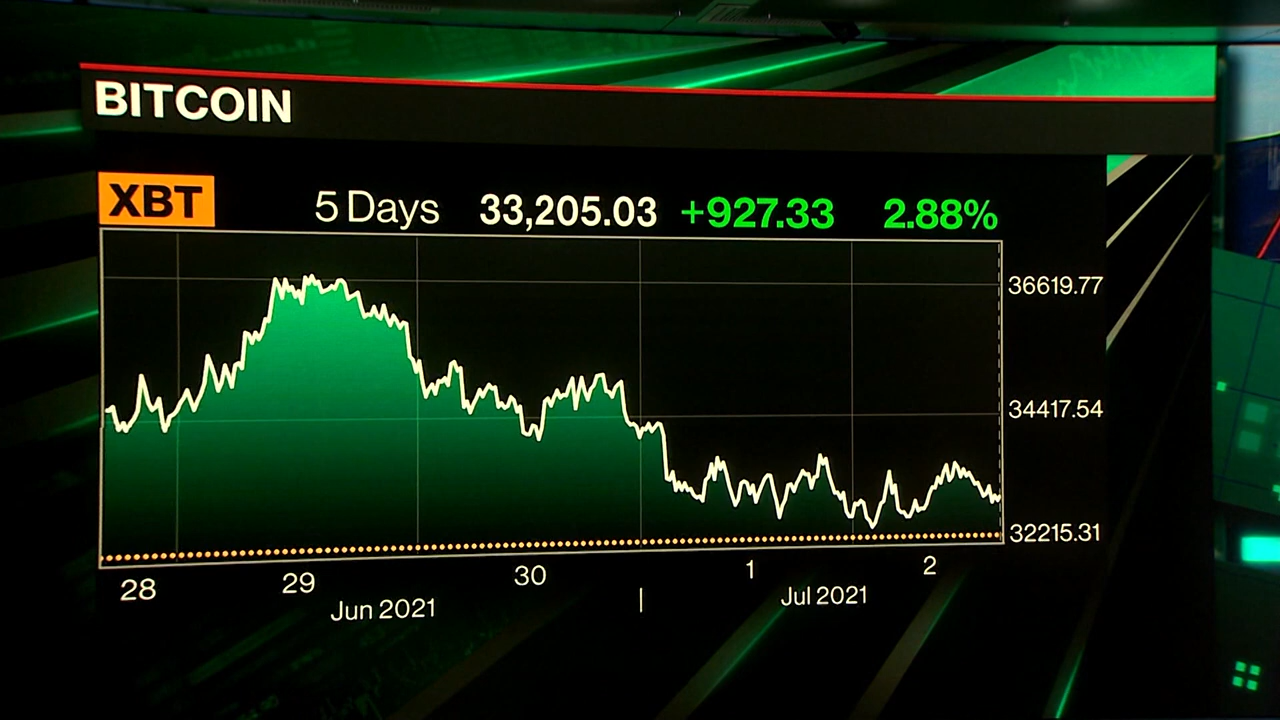 BITCOIN
XBT 5 Days 33,205.03 +927.33 2.88%
36619.77
34417.54
32215.31
28 29 30 1 2
Jun 2021 | Jul 2021